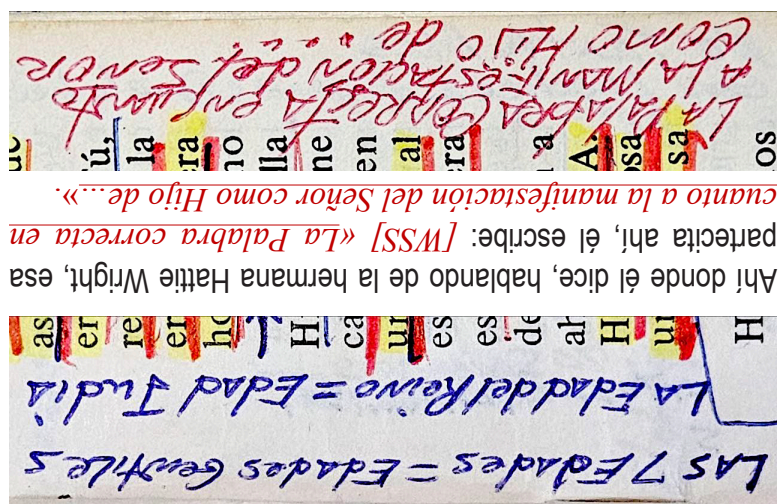 LAS 7 Edades = Edades Gentiles
LA Edad del Reino = Edad Judía
Ahí donde él dice, hablando de la hermana Hattie Wright, esa
partecita ahí, él escribe: [WSS] «La Palabra correcta en
cuanto a la manifestación del Señor como Hijo de...».
LA PALABRA CORRECTA en CUANTO
A LA MANIFESTACIÓN del SEÑOR
COMO HIJO de ...